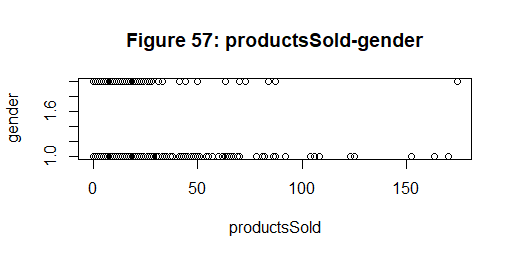 Figure 57: productsSold-gender
gender
1.6
1.0
0 50 100 150
productsSold